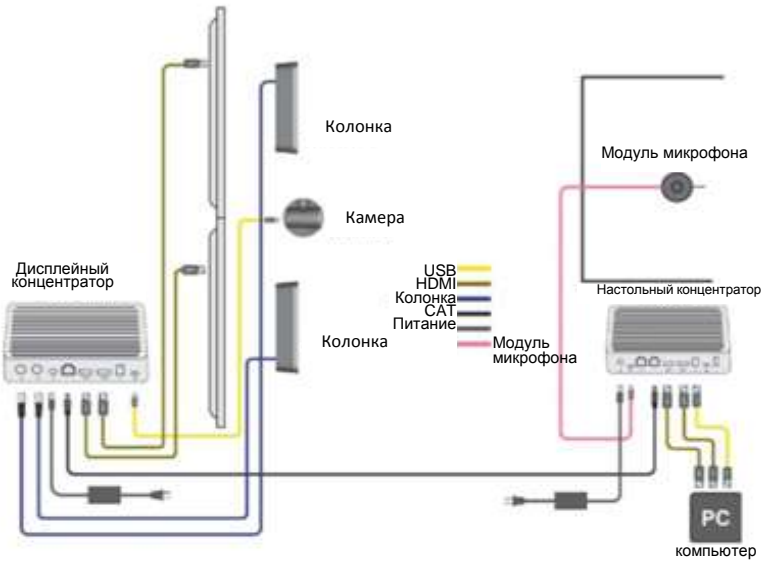 Колонка
Модуль микрофона
Камера
Дисплейный
концентратор
USB
HDMI
Колонка
CAT
Питание
Модуль
микрофона
Настольный концентратор
Колонка
PC
компьютер